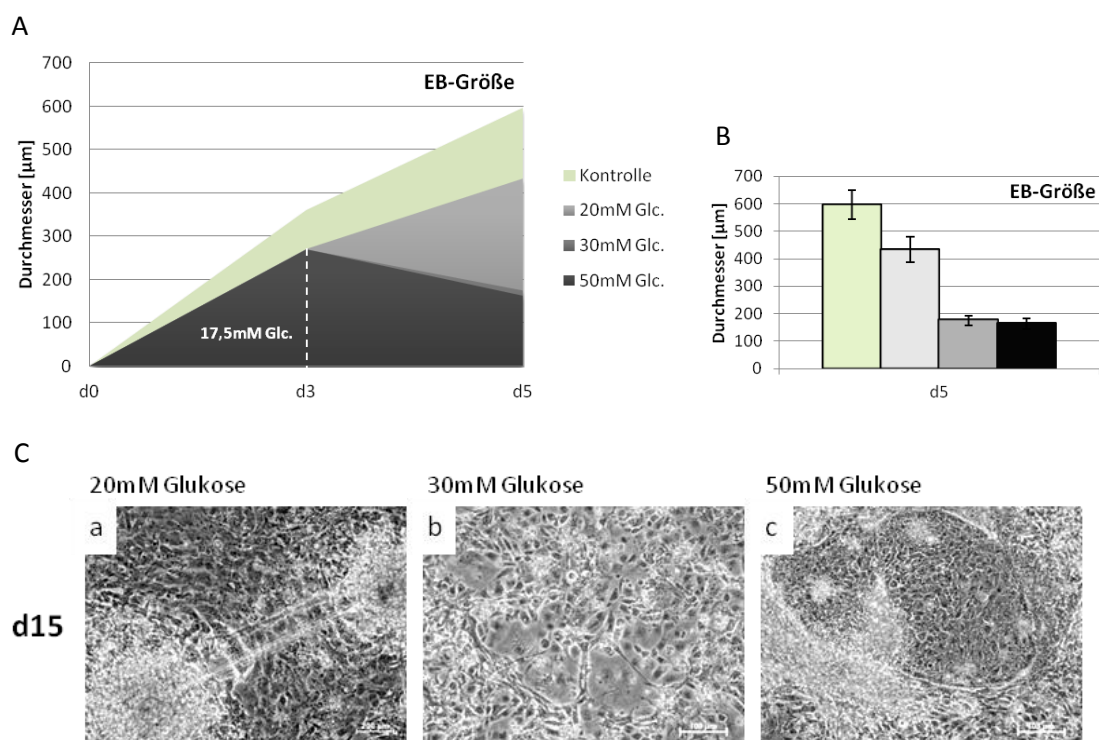 A
EB-Größe
Durchmesser [µm]
700
600
500
400
300
200
100
0
17,5mM Glc.
d0
d3
d5
Kontrolle
20mM Glc.
30mM Glc.
50mM Glc.
B
EB-Größe
Durchmesser [µm]
700
600
500
400
300
200
100
0
d5
C
20mM Glukose
30mM Glukose
50mM Glukose
a
b
c
d15
100 µm